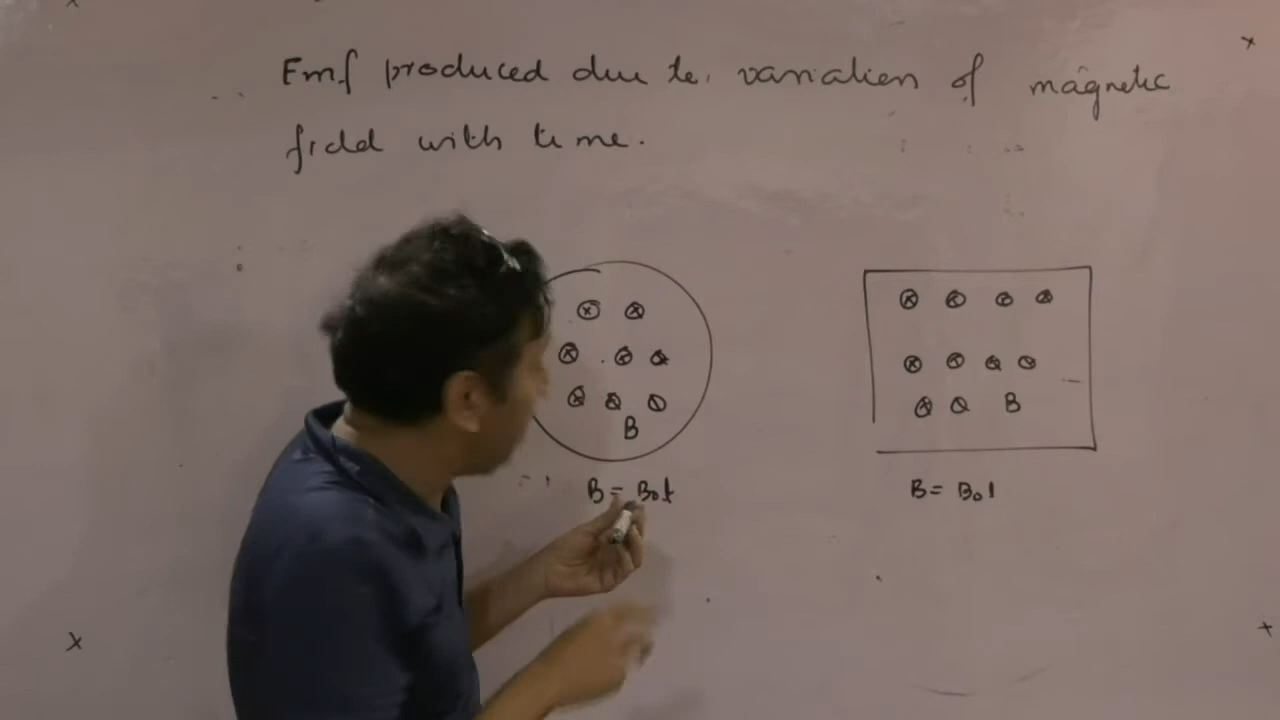 Emf produced due to variation of magnetic
field with time.
B
B
B = B₀t
B = B₀t